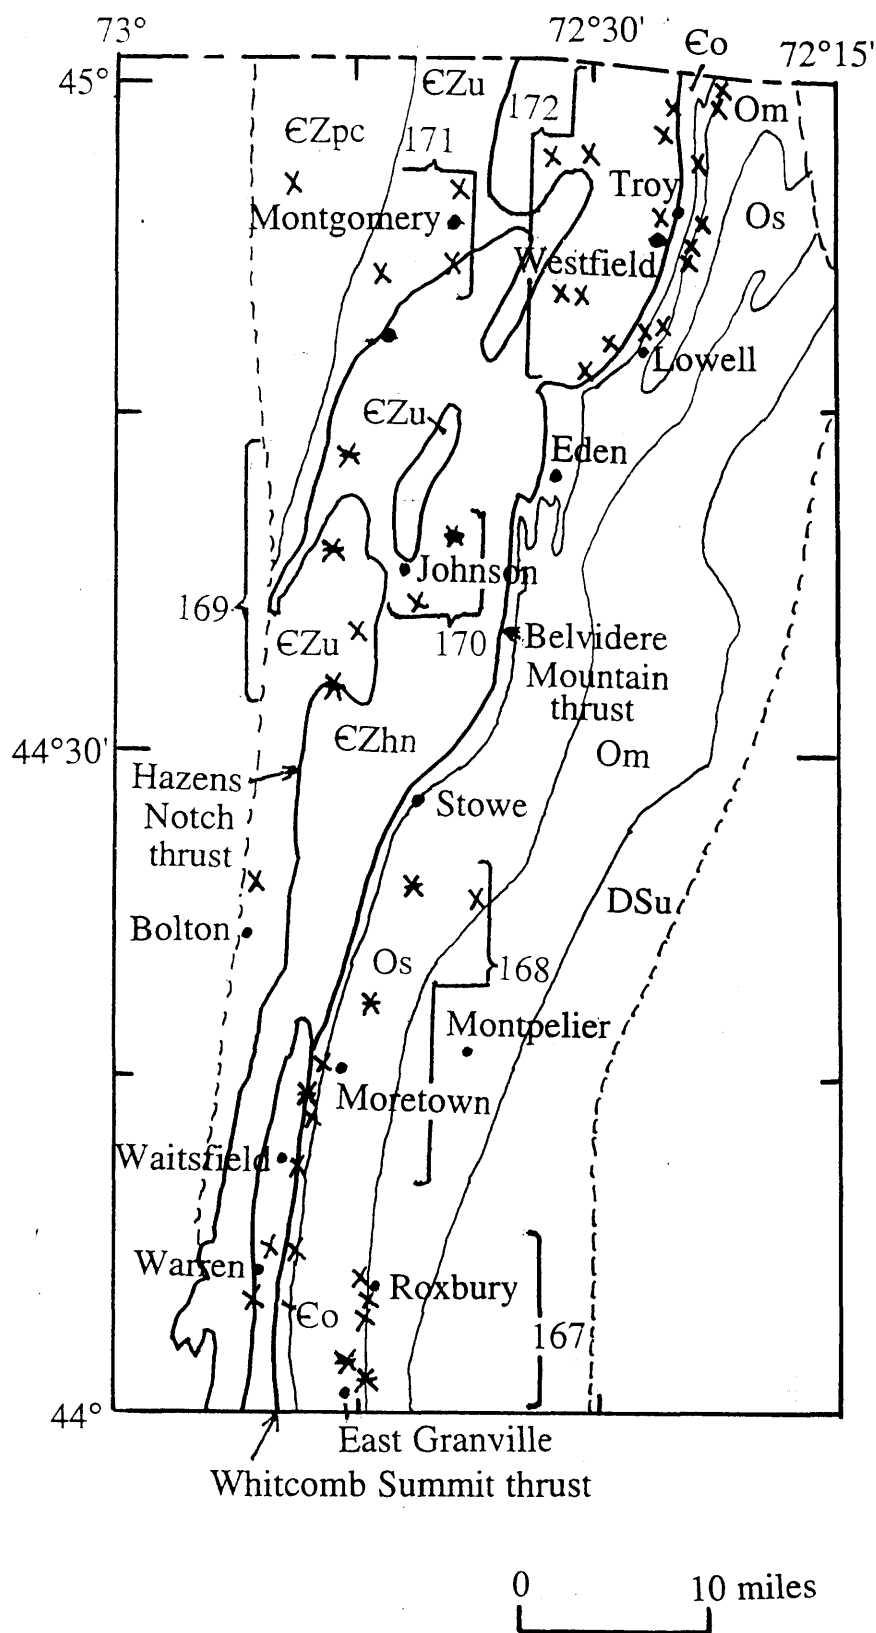 73°
72°30'
Єo
72°15'
45°
ЄZu
172
Om
ЄZpc
171
Troy
Montgomery
Os
Westfield
Lowell
ЄZu
Eden
Johnson
169
ЄZu
170
Belvidere
Mountain
thrust
ЄZhn
Om
44°30'
Hazens
Notch
thrust
Stowe
DSu
Bolton
Os
168
Montpelier
Moretown
Waitsfield
Warren
Roxbury
Єo
167
44°
East Granville
Whitcomb Summit thrust
0
10 miles